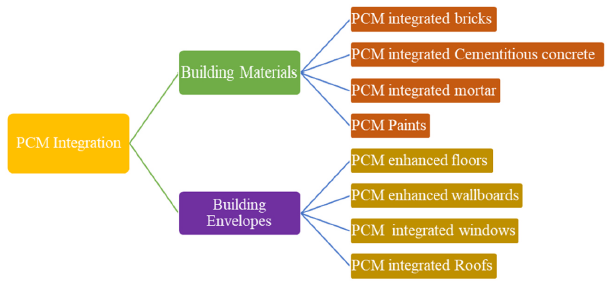 PCM Integration
Building Materials
PCM integrated bricks
PCM integrated Cementitious concrete
PCM integrated mortar
PCM Paints
Building
Envelopes
PCM enhanced floors
PCM enhanced wallboards
PCM integrated windows
PCM integrated Roofs